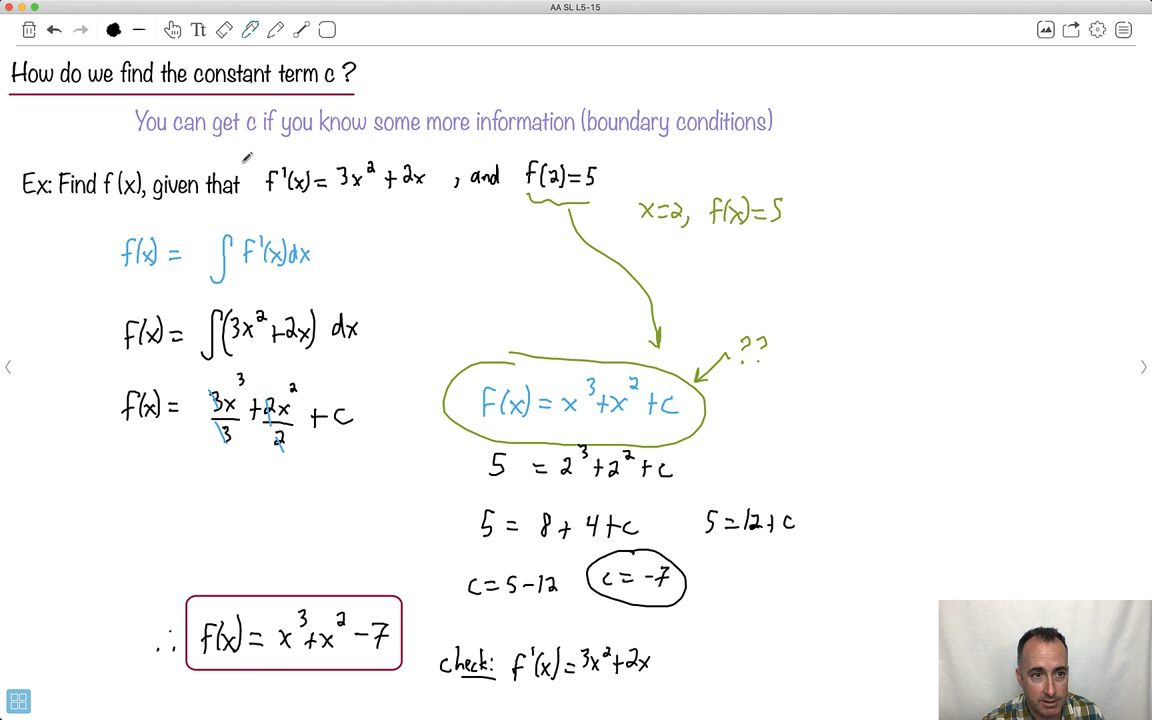 AA SL L5-15
Tt
How do we find the constant term c ?
You can get c if you know some more information (boundary conditions)
Ex: Find f (x), given that f'(x) = 3x² + 2x , and f(2) = 5
x=2, f(x)=5
f(x) = ∫ f'(x)dx
f(x) = ∫(3x²+2x) dx
??
f(x) = 3x³/3 + 2x²/2 + c
f(x) = x³+x²+c
5 = 2³+2²+c
5 = 8 + 4+c
5 = 12 + c
c = 5 - 12
c = -7
∴ f(x) = x³+x² - 7
check: f'(x) = 3x²+2x